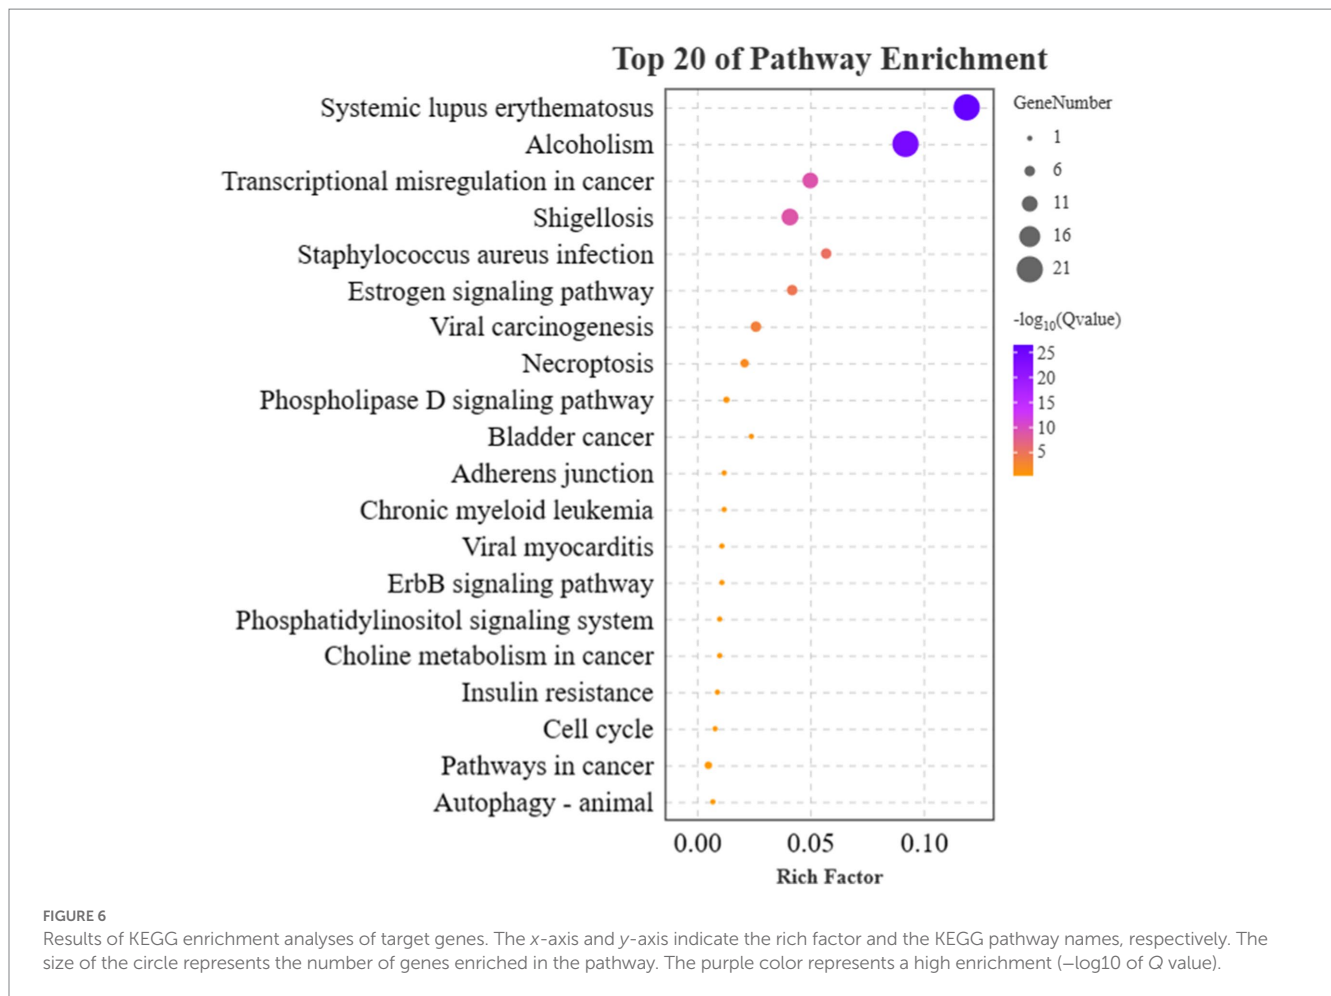 Top 20 of Pathway Enrichment
Systemic lupus erythematosus
Alcoholism
Transcriptional misregulation in cancer
Shigellosis
Staphylococcus aureus infection
Estrogen signaling pathway
Viral carcinogenesis
Necroptosis
Phospholipase D signaling pathway
Bladder cancer
Adherens junction
Chronic myeloid leukemia
Viral myocarditis
ErbB signaling pathway
Phosphatidylinositol signaling system
Choline metabolism in cancer
Insulin resistance
Cell cycle
Pathways in cancer
Autophagy - animal
0.00 0.05 0.10
Rich Factor
GeneNumber
1
6
11
16
21
-log10(Qvalue)
25
20
15
10
5
FIGURE 6
Results of KEGG enrichment analyses of target genes. The x-axis and y-axis indicate the rich factor and the KEGG pathway names, respectively. The
size of the circle represents the number of genes enriched in the pathway. The purple color represents a high enrichment (−log10 of Q value).